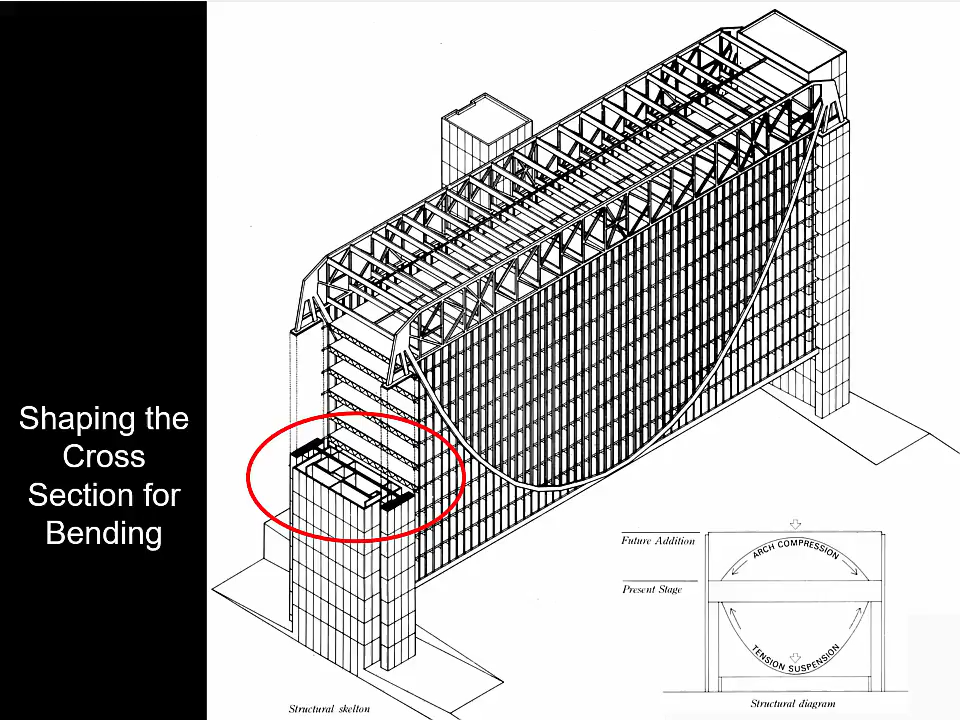 Shaping the
Cross
Section for
Bending
Future Addition
ARCH COMPRESSION
Present Stage
TENSION SUSPENSION
Structural diagram
Structural skelton